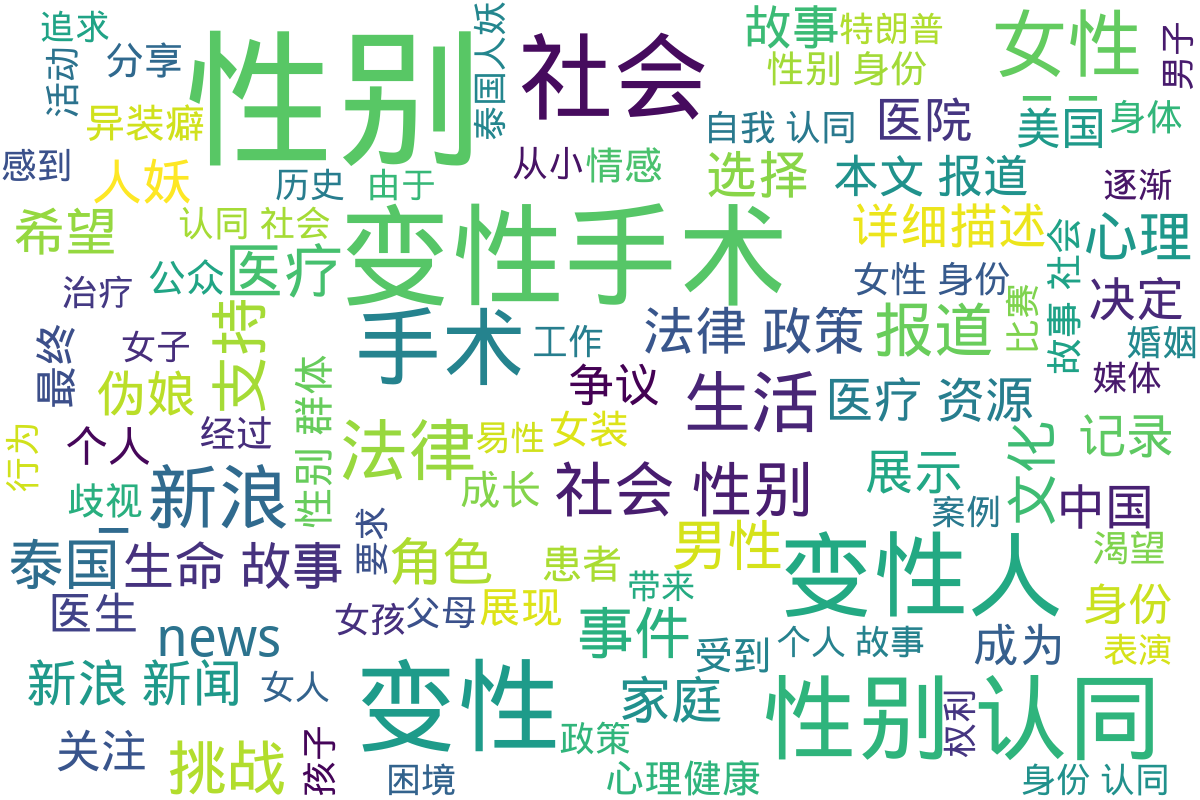 追求
分享
活动
性别
泰国人妖
社会
故事
特朗普
性别 身份
女性
男子
异装癖
自我 认同
医院
美国
身体
感到
人妖
历史
由于
从小
情感
选择
本文 报道
逐渐
希望
认同 社会
变性手术
详细描述
社会
心理
公众
医疗
治疗
女性 身份
决定
支持
手术
工作
法律 政策
报道
比赛
故事
婚姻
最终
女子
伪娘
性别 群体
争议
生活
医疗 资源
媒体
行为
个人
经过
法律
易性
女装
文化
记录
歧视
新浪
成长
社会 性别
展示
案例
中国
泰国
生命 故事
要求
角色
患者
男性
变性人
渴望
医生
news
女孩
父母
展现
带来
事件
身份
受到
个人 故事
成为
表演
新浪 新闻
女人
变性
家庭
性别认同
权利
关注
挑战
孩子
困境
政策
心理健康
身份 认同